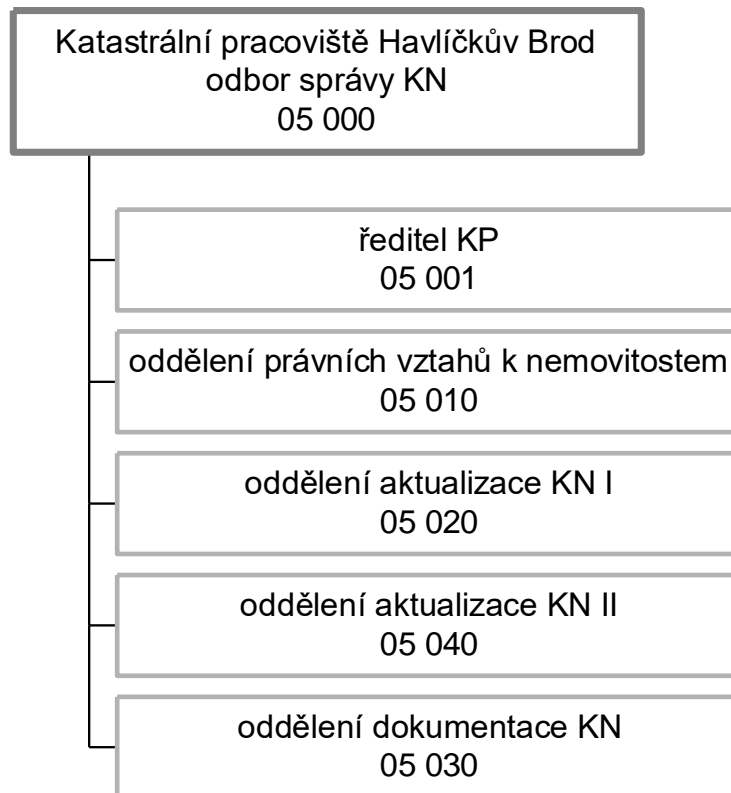 Katastrální pracoviště Havlíčkův Brod
odbor správy KN
05 000
ředitel KP
05 001
oddělení právních vztahů k nemovitostem
05 010
oddělení aktualizace KN I
05 020
oddělení aktualizace KN II
05 040
oddělení dokumentace KN
05 030